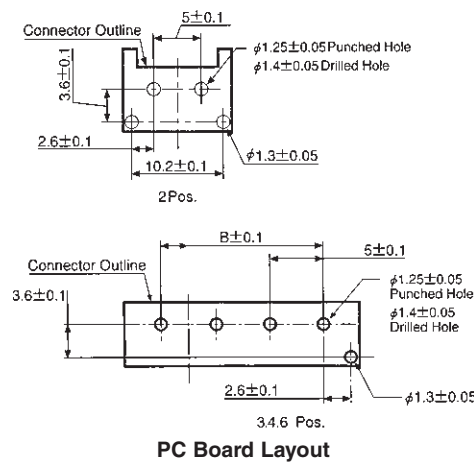 5±0.1
Connector Outline
φ1.25±0.05 Punched Hole
φ1.4±0.05 Drilled Hole
3.6±0.1
2.6±0.1
10.2±0.1
φ1.3±0.05
2Pos.
B±0.1
5±0.1
Connector Outline
φ1.25±0.05
Punched Hole
φ1.4±0.05
Drilled Hole
3.6±0.1
2.6±0.1
φ1.3±0.05
3.4.6 Pos.
PC Board Layout